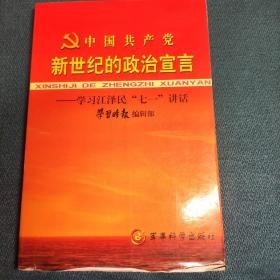 中国共产党
新世纪的政治宣言
XINSHIJI DE ZHENGZHI XUANYAN
——学习江泽民“七一”讲话
学习时报 编辑部
军事科学出版社